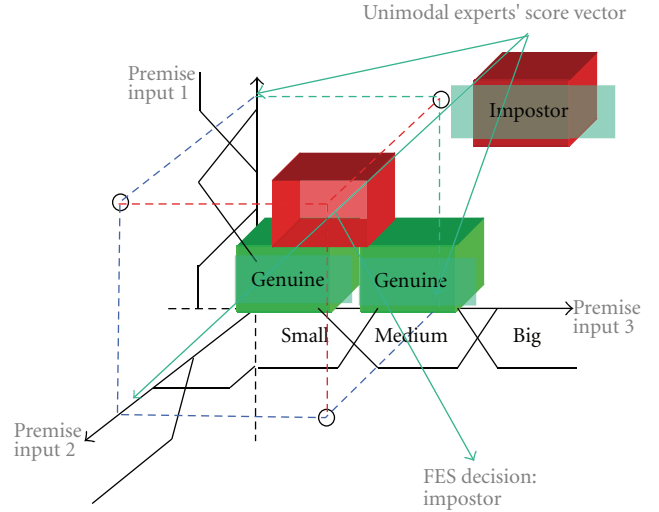 Unimodal experts' score vector
Premise
input 1
Impostor
Genuine
Genuine
Small
Medium
Big
Premise
input 3
Premise
input 2
FES decision:
impostor